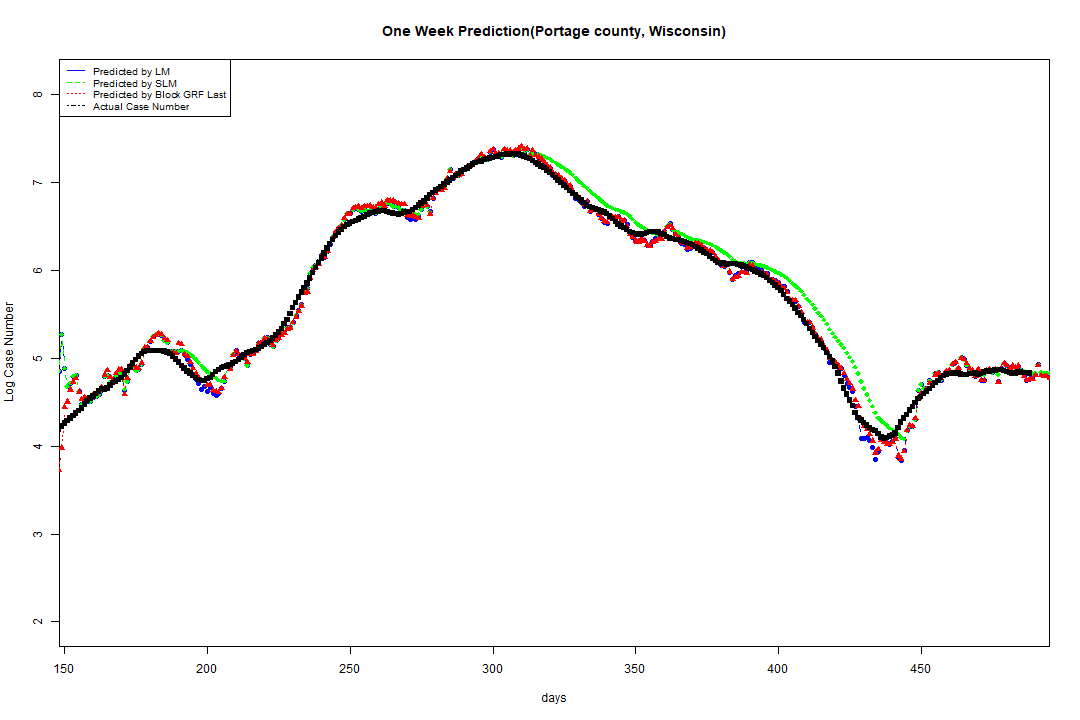 One Week Prediction(Portage county, Wisconsin)
Predicted by LM
Predicted by SLM
Predicted by Block GRF Last
Actual Case Number
8
7
6
5
4
3
2
Log Case Number
150 200 250 300 350 400 450
days